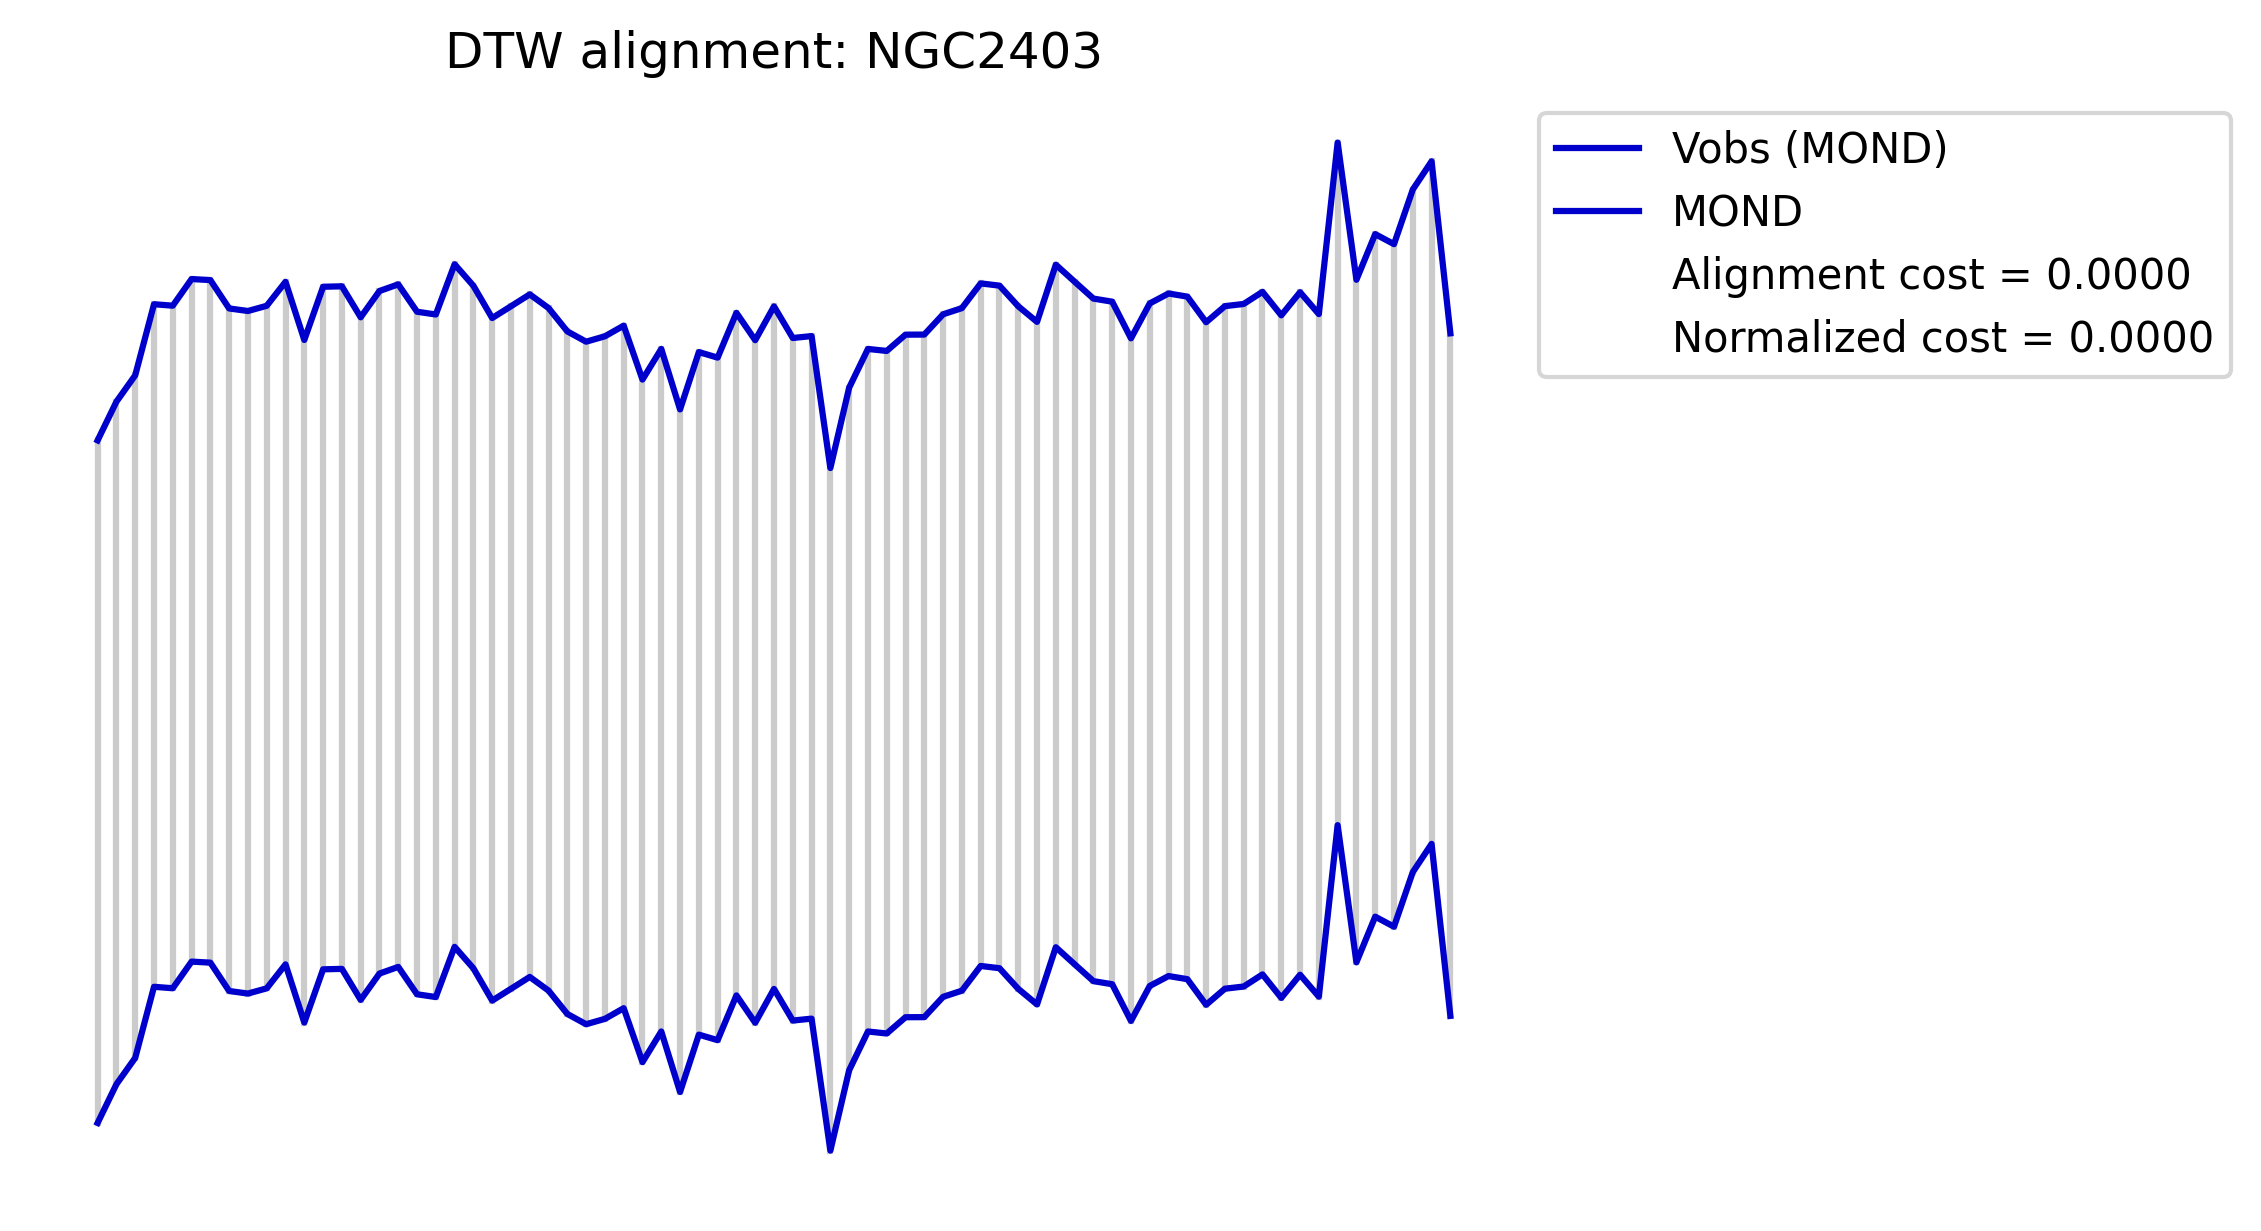 DTW alignment: NGC2403
Vobs (MOND)
MOND
Alignment cost = 0.0000
Normalized cost = 0.0000